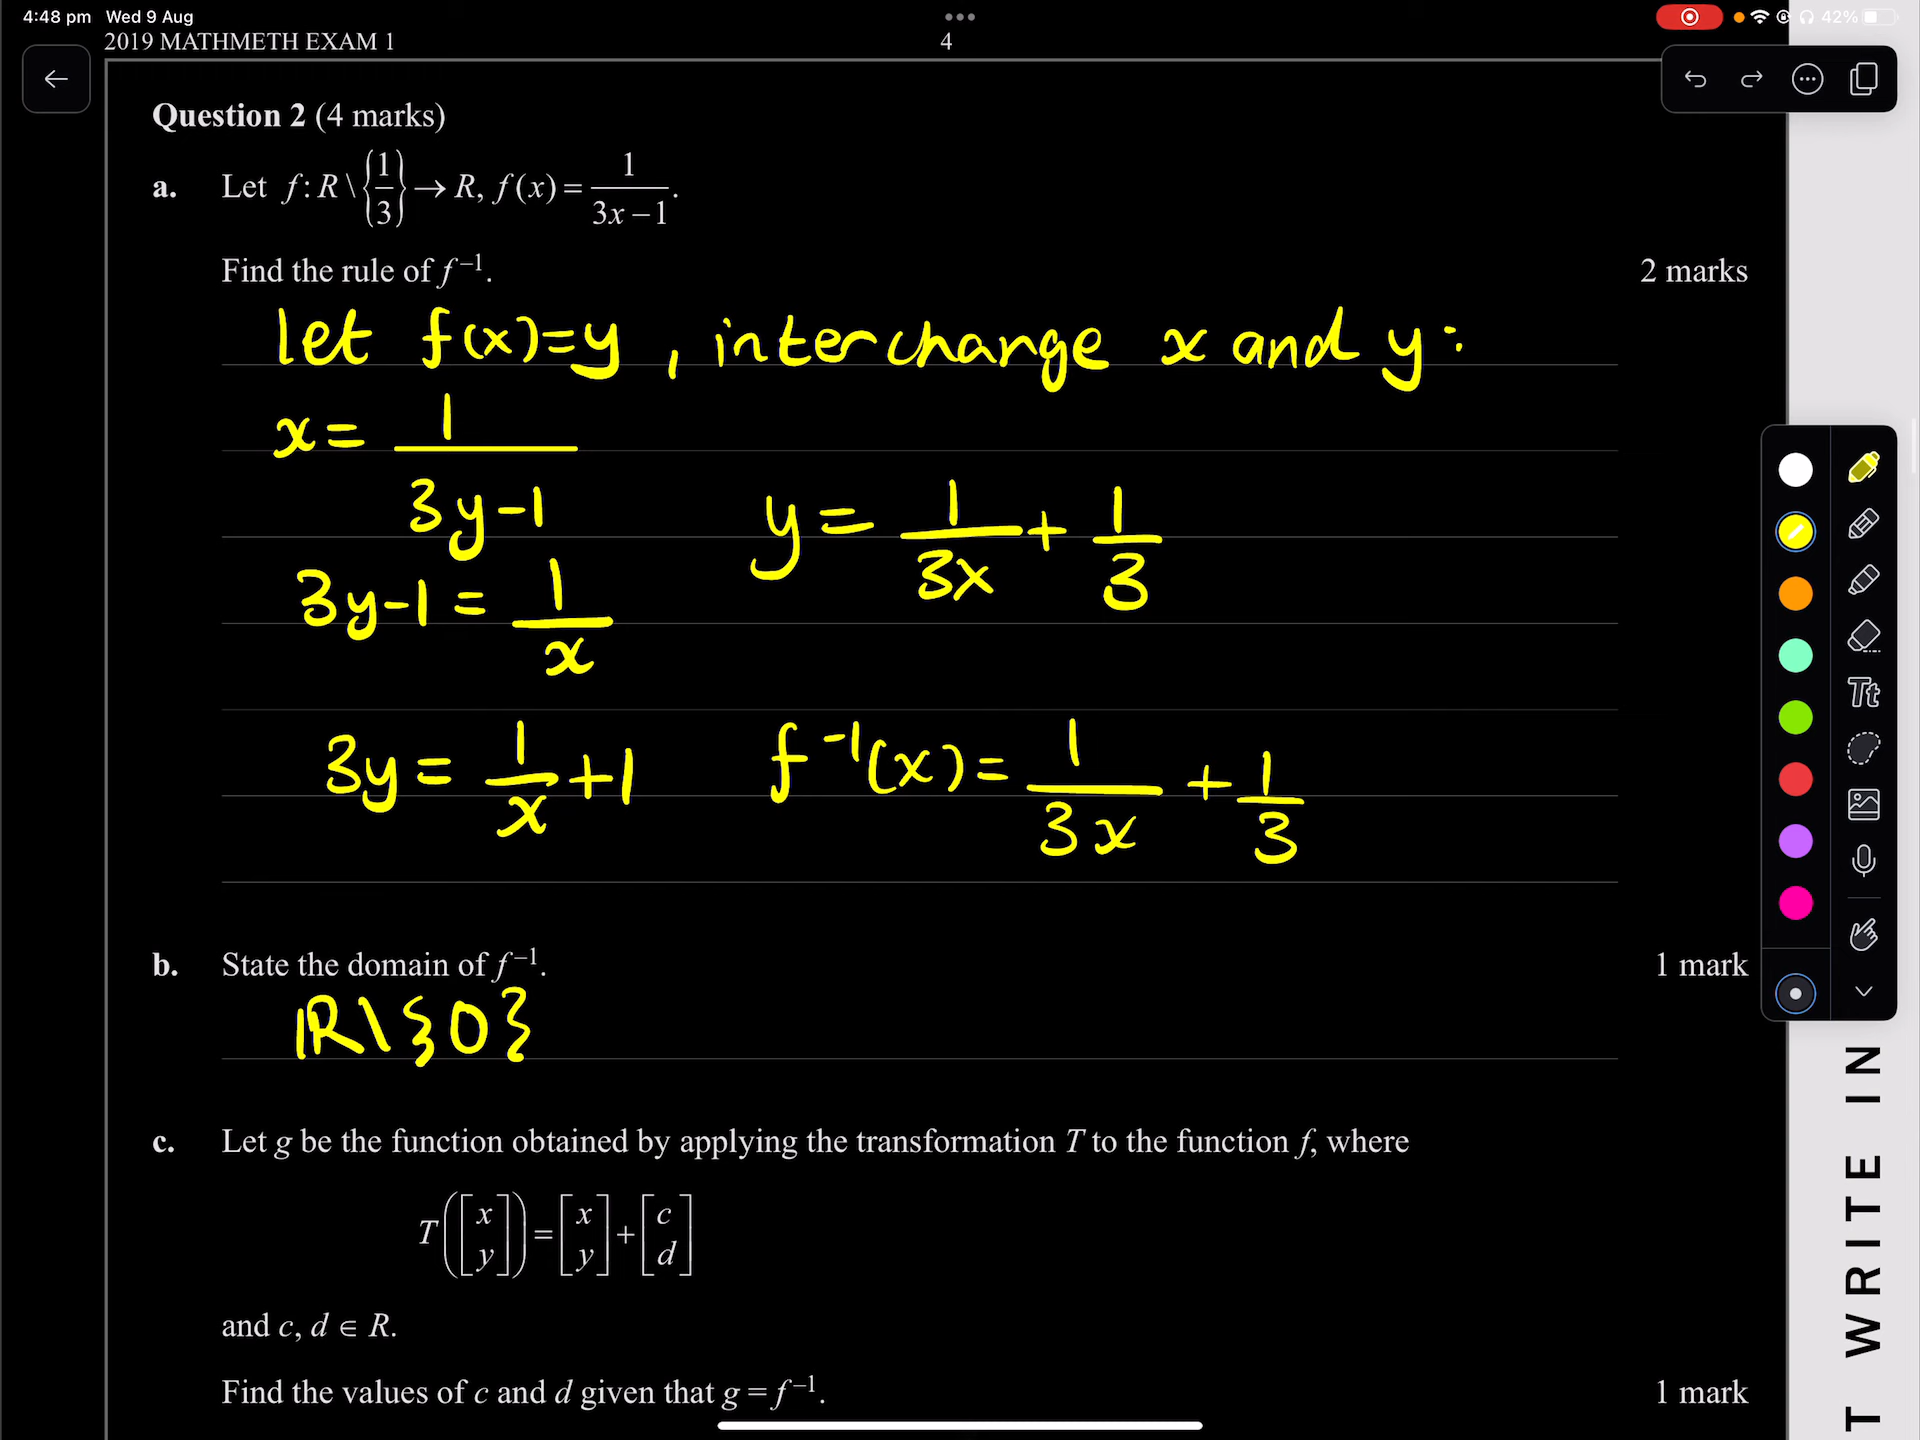 4:48 pm Wed 9 Aug
42%
2019 MATHMETH EXAM 1
4
Question 2 (4 marks)
a. Let f: R \ {1/3} → R, f(x) = 1/(3x – 1).
Find the rule of f⁻¹.
2 marks
let f(x)=y, interchange x and y:
x = 1/(3y-1)
3y-1 = 1/x
3y = 1/x + 1
y = 1/(3x) + 1/3
f⁻¹(x) = 1/(3x) + 1/3
b. State the domain of f⁻¹.
1 mark
ℝ\{0}
c. Let g be the function obtained by applying the transformation T to the function f, where
T([x y]) = [x y] + [c d]
and c, d ∈ R.
Find the values of c and d given that g = f⁻¹.
1 mark
Tt
T WRITE IN